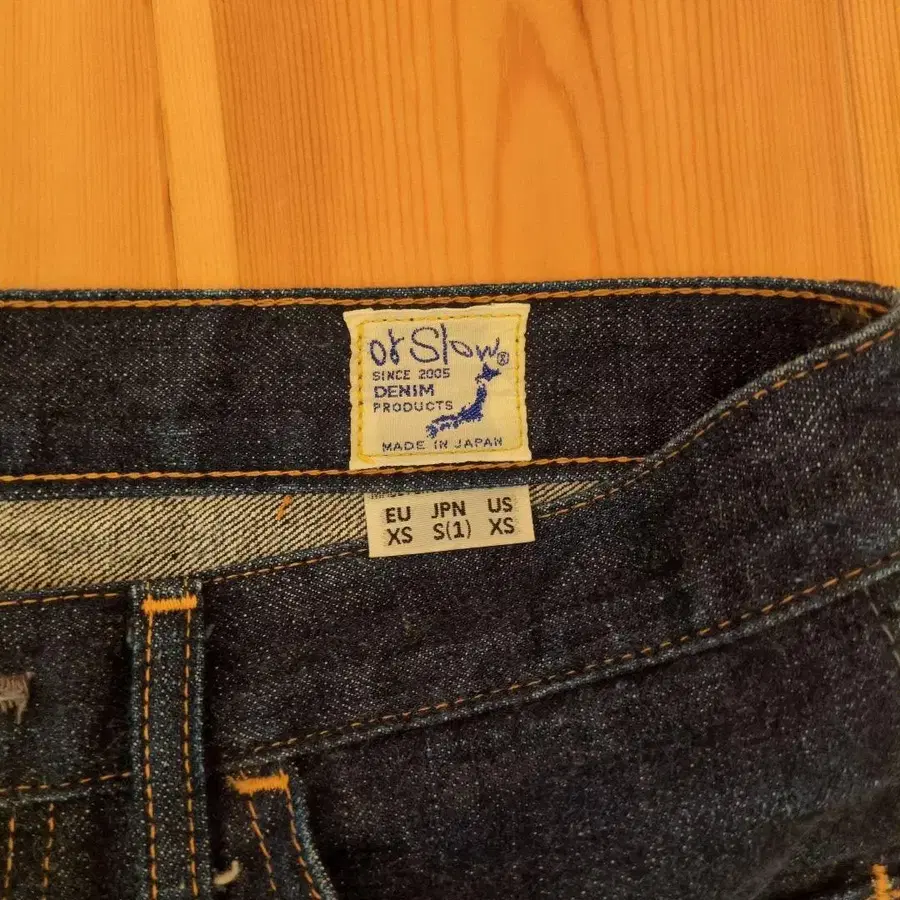 or Slow®
SINCE 2005
DENIM
PRODUCTS
MADE IN JAPAN
EU JPN US
XS S(1) XS